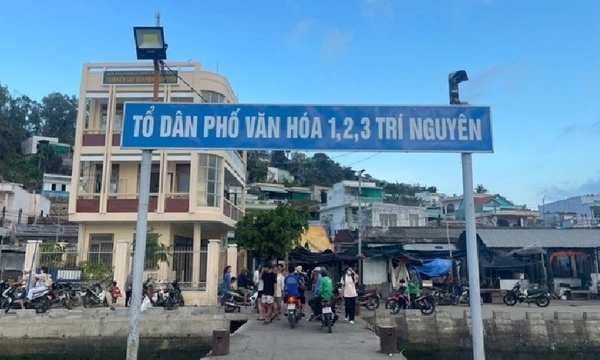 TỔ DÂN PHỐ VĂN HÓA 1,2,3 TRÍ NGUYÊN